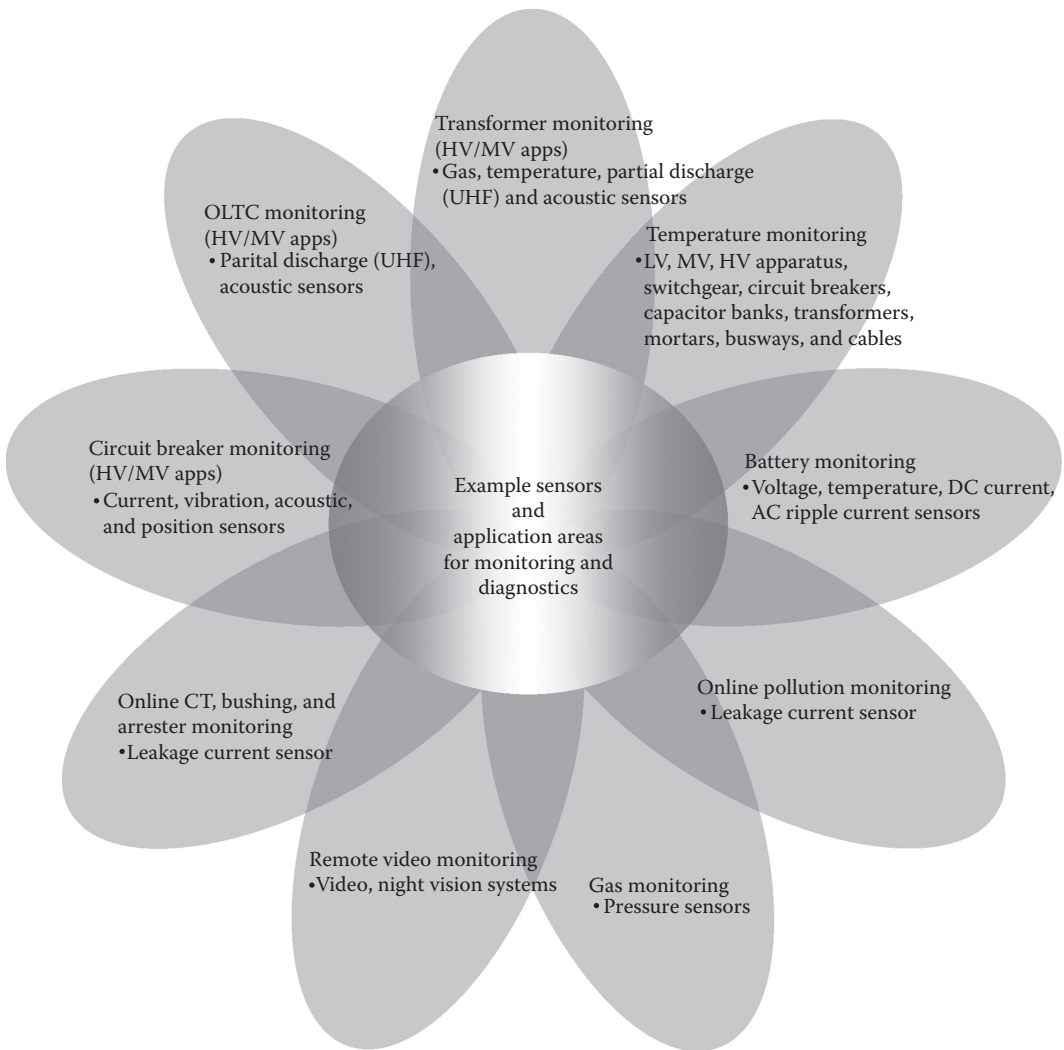 Transformer monitoring
(HV/MV apps)
• Gas, temperature, partial discharge
(UHF) and acoustic sensors
OLTC monitoring
(HV/MV apps)
• Parital discharge (UHF),
acoustic sensors
Temperature monitoring
• LV, MV, HV apparatus,
switchgear, circuit breakers,
capacitor banks, transformers,
mortars, busways, and cables
Circuit breaker monitoring
(HV/MV apps)
• Current, vibration, acoustic,
and position sensors
Example sensors
and
application areas
for monitoring and
diagnostics
Battery monitoring
• Voltage, temperature, DC current,
AC ripple current sensors
Online CT, bushing, and
arrester monitoring
• Leakage current sensor
Online pollution monitoring
• Leakage current sensor
Remote video monitoring
• Video, night vision systems
Gas monitoring
• Pressure sensors